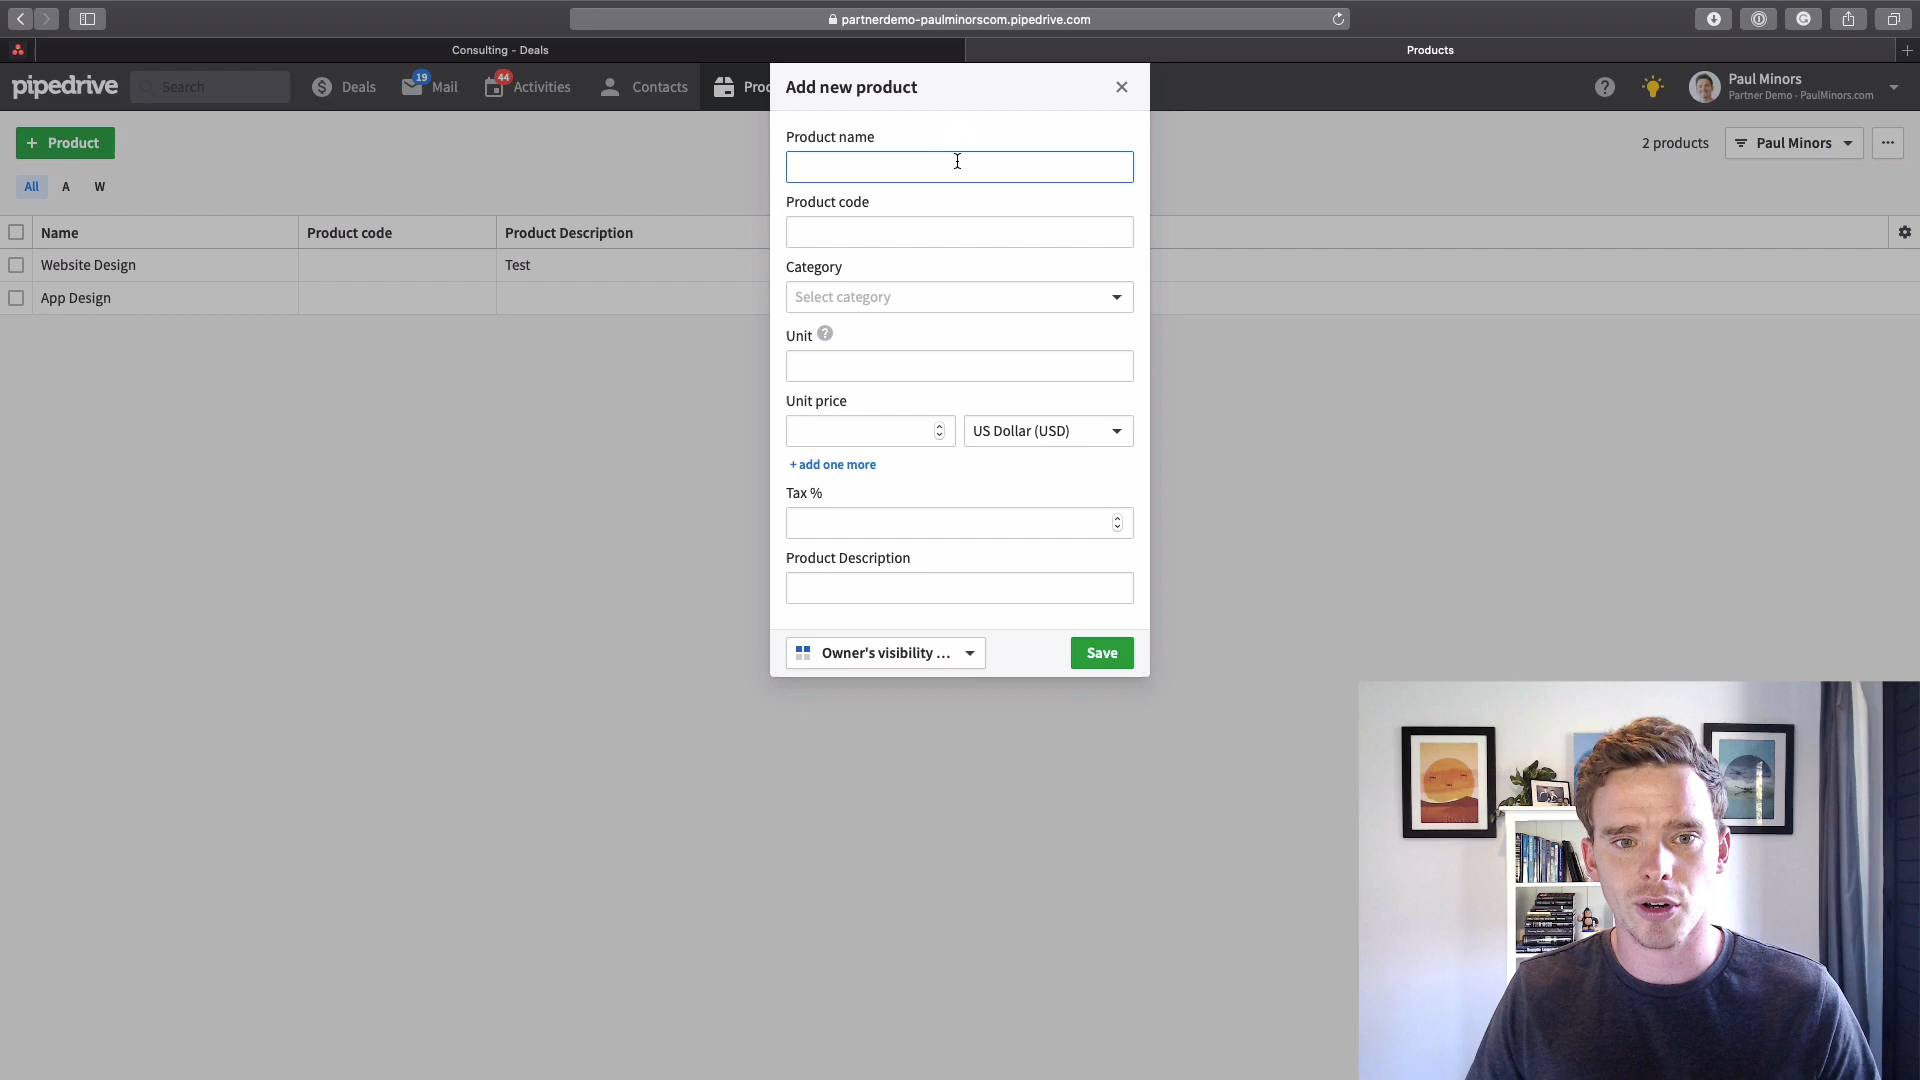 partnerdemo-paulminorscom.pipedrive.com
Consulting – Deals
Products
pipedrive
Search
Deals
19
Mail
44
Activities
Contacts
Proc
Paul Minors
Partner Demo - PaulMinors.com
+ Product
2 products
Paul Minors
All
A
W
Name
Product code
Product Description
Website Design
Test
App Design
Add new product
Product name
Product code
Category
Select category
Unit
Unit price
US Dollar (USD)
+ add one more
Tax %
Product Description
Owner's visibility ...
Save